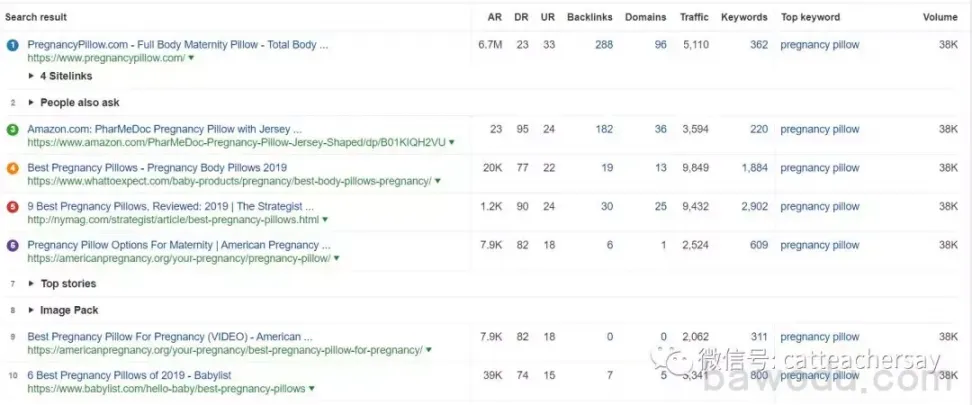 Search result AR DR UR Backlinks Domains Traffic Keywords Top keyword Volume
1 PregnancyPillow.com - Full Body Maternity Pillow - Total Body ... 6.7M 23 33 288 96 5,110 362 pregnancy pillow 38K
https://www.pregnancypillow.com/
4 Sitelinks
2 People also ask
3 Amazon.com: PharMeDoc Pregnancy Pillow with Jersey ... 23 95 24 182 36 3,594 220 pregnancy pillow 38K
https://www.amazon.com/PharMeDoc-Pregnancy-Pillow-Jersey-Shaped/dp/B01KIQH2VU
4 Best Pregnancy Pillows - Pregnancy Body Pillows 2019 20K 77 22 19 13 9,849 1,884 pregnancy pillow 38K
https://www.whattoexpect.com/baby-products/pregnancy/best-body-pillows-pregnancy/
5 9 Best Pregnancy Pillows, Reviewed: 2019 | The Strategist ... 1.2K 90 24 30 25 9,432 2,902 pregnancy pillow 38K
http://nymag.com/strategist/article/best-pregnancy-pillows.html
6 Pregnancy Pillow Options For Maternity | American Pregnancy ... 7.9K 82 18 6 1 2,524 609 pregnancy pillow 38K
https://americanpregnancy.org/your-pregnancy/pregnancy-pillow/
7 Top stories
8 Image Pack
9 Best Pregnancy Pillow For Pregnancy (VIDEO) - American ... 7.9K 82 18 0 0 2,062 311 pregnancy pillow 38K
https://americanpregnancy.org/your-pregnancy/best-pregnancy-pillow-for-pregnancy/
微信号: catteachersay
10 6 Best Pregnancy Pillows of 2019 - Babylist 39K 74 15 7 5 5,341 800 pregnancy pillow 38K
https://www.babylist.com/hello-baby/best-pregnancy-pillows
bawodu.com